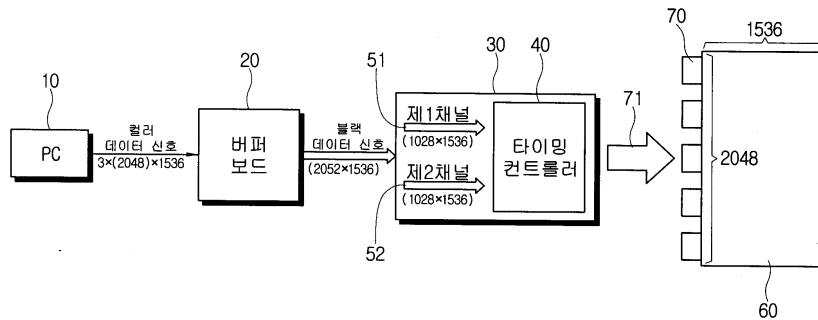 10
PC
컬러
데이터 신호
3×(2048)×1536
20
버퍼
보드
블랙
데이터 신호
(2052×1536)
30
40
51
제1채널
(1028×1536)
제2채널
(1028×1536)
52
타이밍
컨트롤러
71
70
1536
2048
60